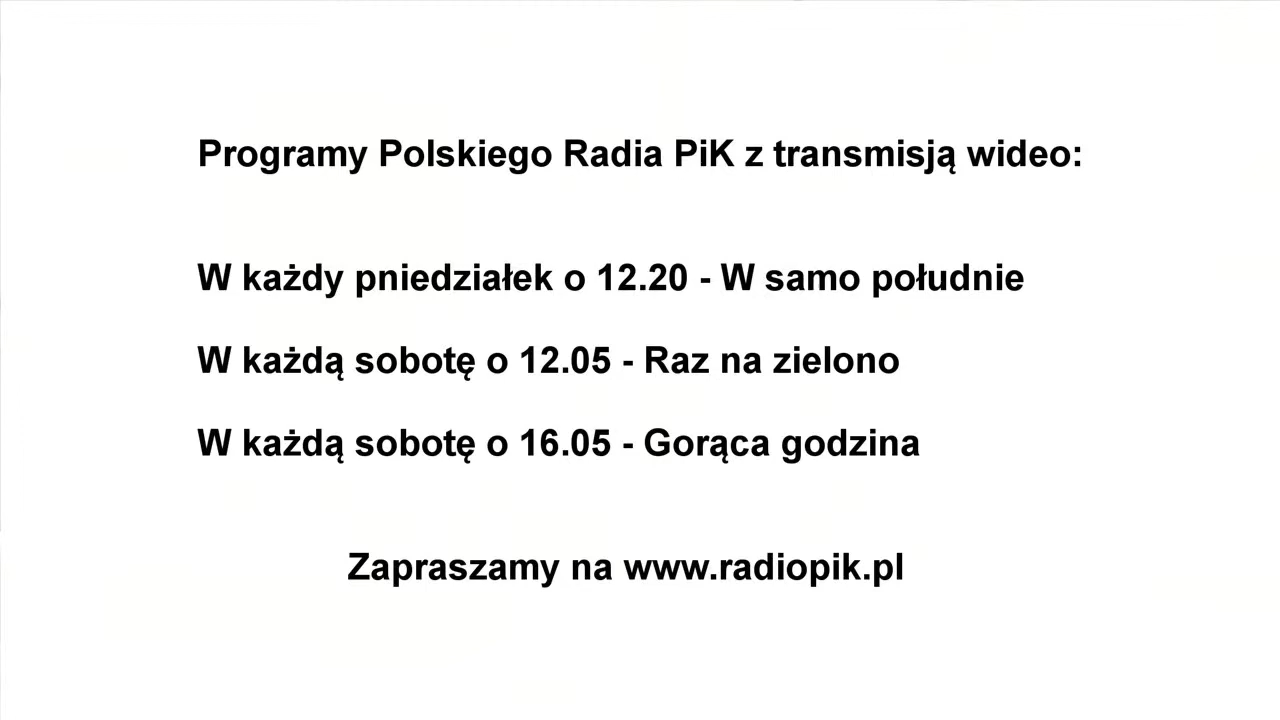 Programy Polskiego Radia PiK z transmisją wideo:
W każdy pniedziałek o 12.20 - W samo południe
W każdą sobotę o 12.05 - Raz na zielono
W każdą sobotę o 16.05 - Gorąca godzina
Zapraszamy na www.radiopik.pl